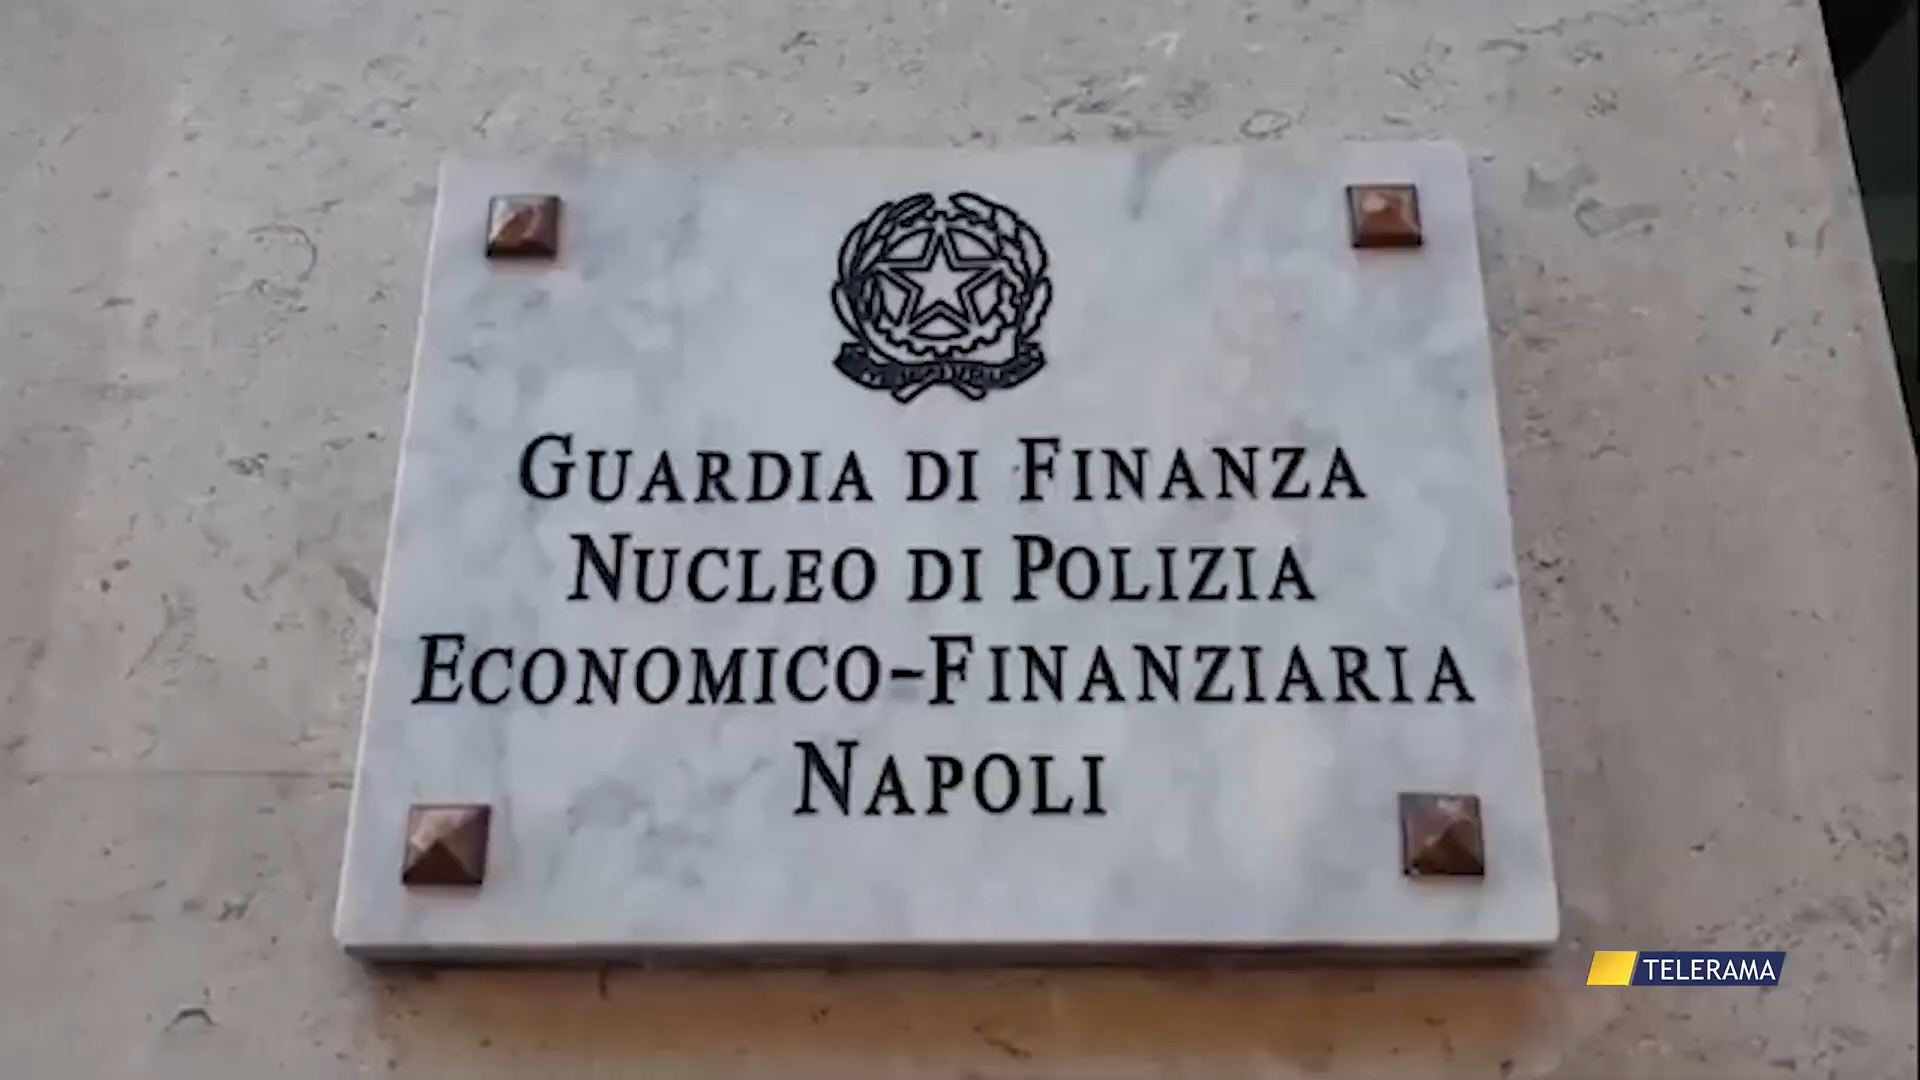 GUARDIA DI FINANZA
NUCLEO DI POLIZIA
ECONOMICO-FINANZIARIA
NAPOLI
TELERAMA